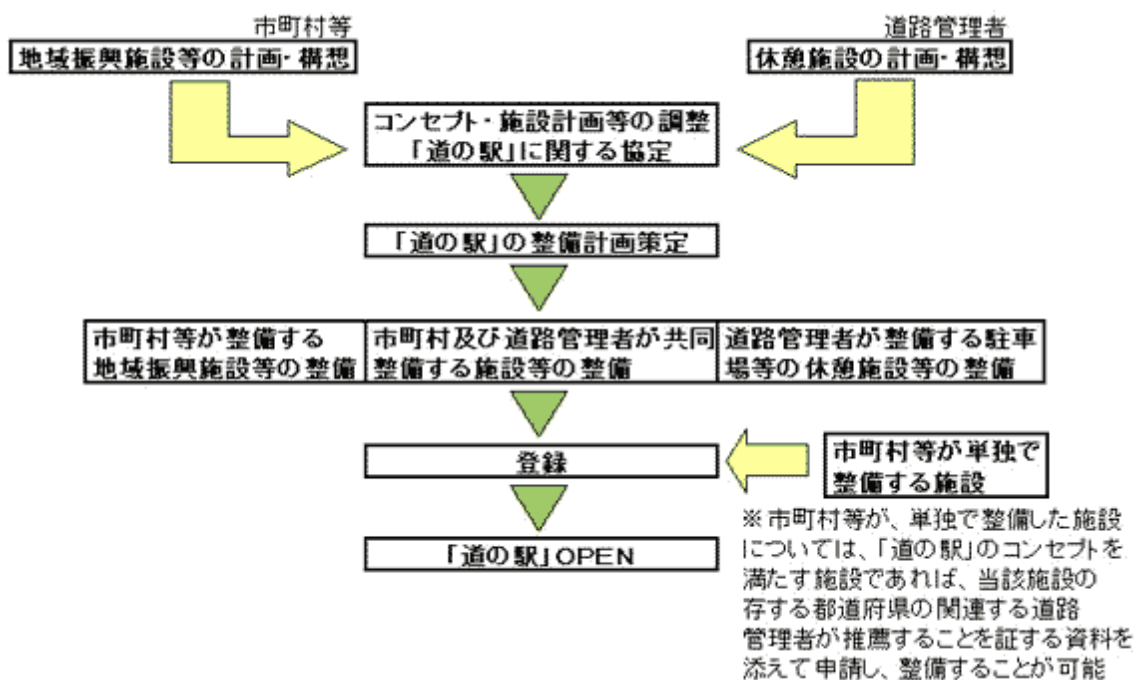 市町村等
地域振興施設等の計画・構想
道路管理者
休憩施設の計画・構想
コンセプト・施設計画等の調整
「道の駅」に関する協定
「道の駅」の整備計画策定
市町村等が整備する
地域振興施設等の整備
市町村及び道路管理者が共同
整備する施設等の整備
道路管理者が整備する駐車
場等の休憩施設等の整備
登録
市町村等が単独で
整備する施設
「道の駅」OPEN
※市町村等が、単独で整備した施設
については、「道の駅」のコンセプトを
満たす施設であれば、当該施設の
存する都道府県の関連する道路
管理者が推薦することを証する資料を
添えて申請し、整備することが可能